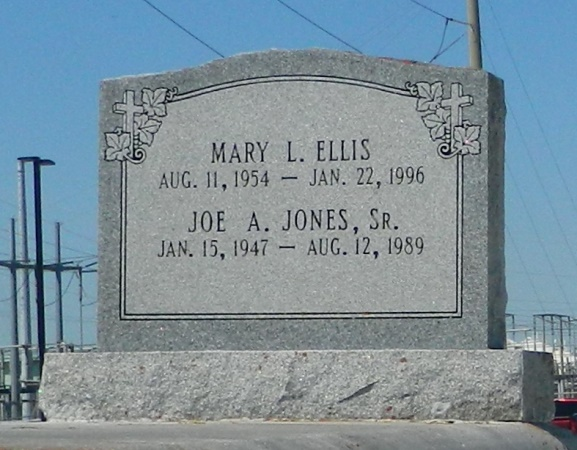 MARY L. ELLIS
AUG. 11, 1954 — JAN. 22, 1996
JOE A. JONES, SR.
JAN. 15, 1947 — AUG. 12, 1989